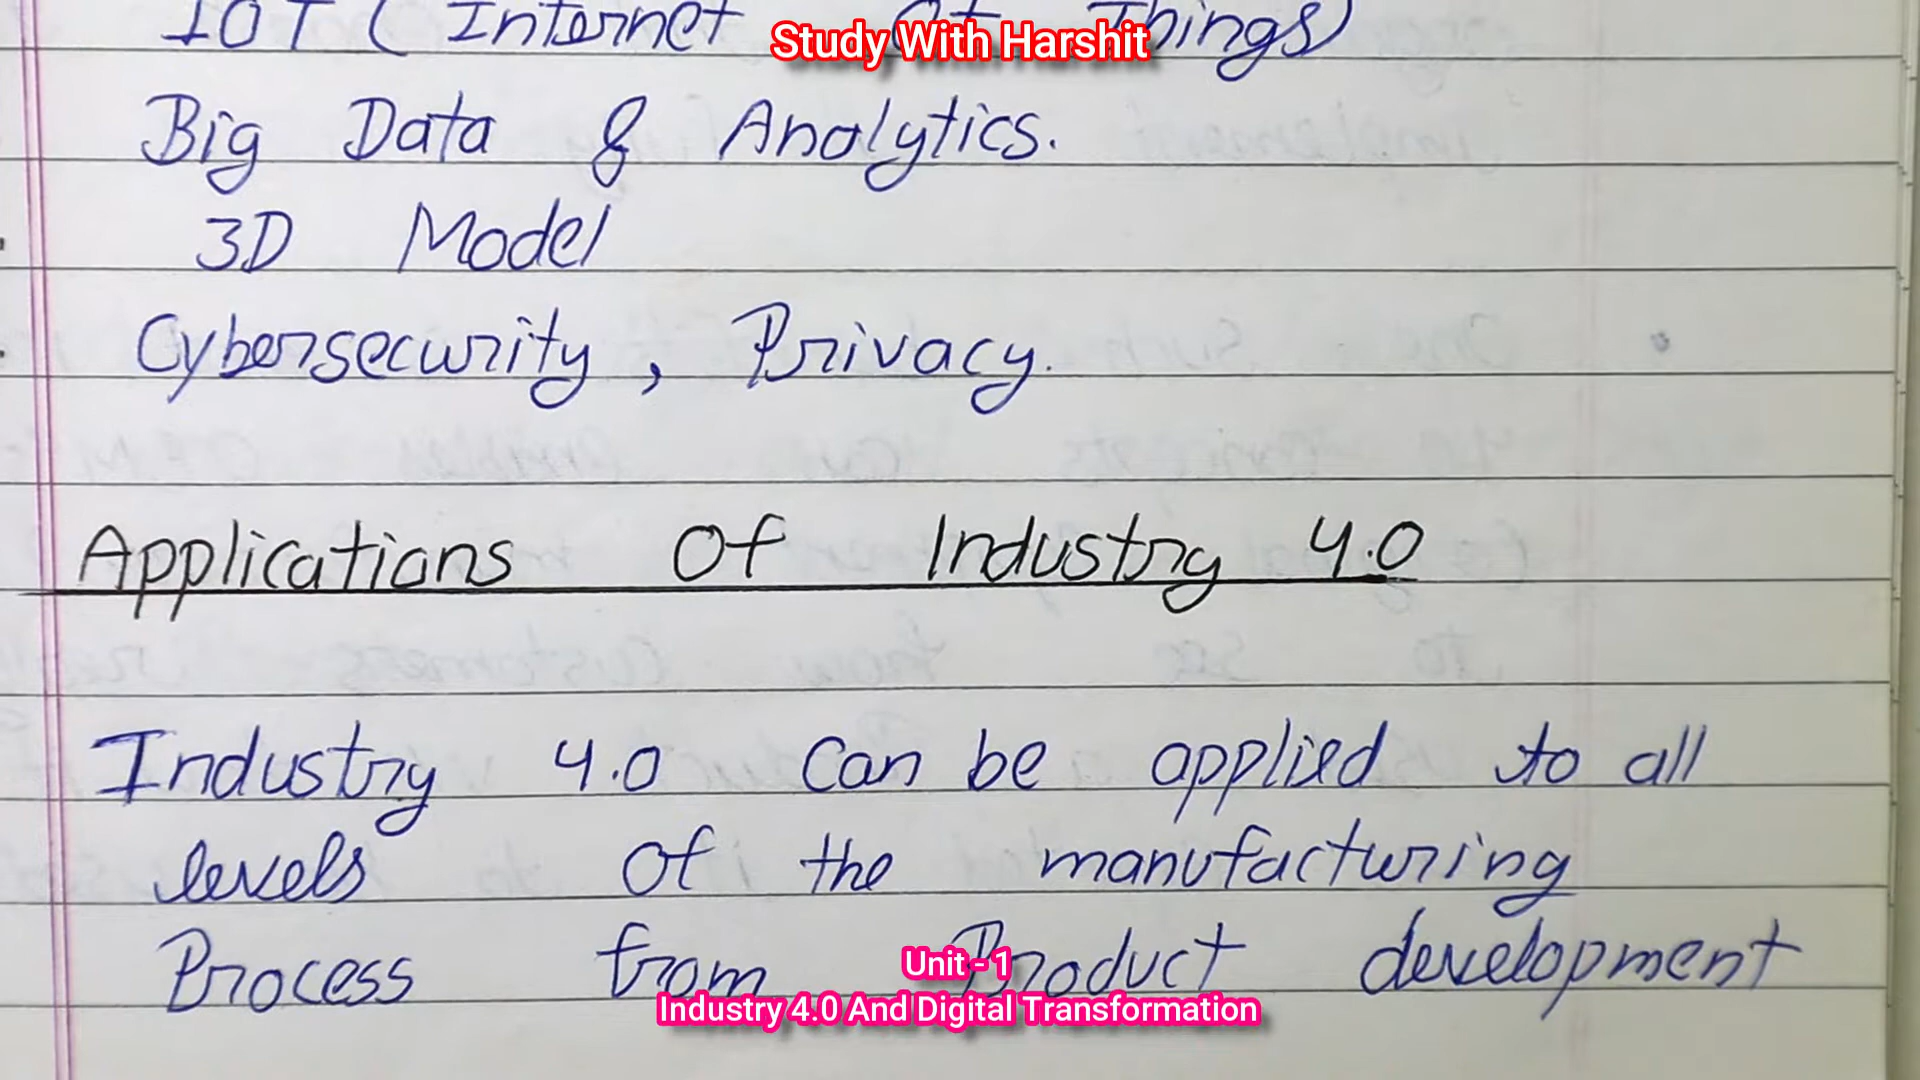 IOT ( Internet Of Things)
Study With Harshit
Big Data & Analytics.
3D Model
Cybersecurity, Privacy.
Applications Of Industry 4.0
Industry 4.0 Can be applied to all
levels Of the manufacturing
Process from Product development
Unit - 1
Industry 4.0 And Digital Transformation